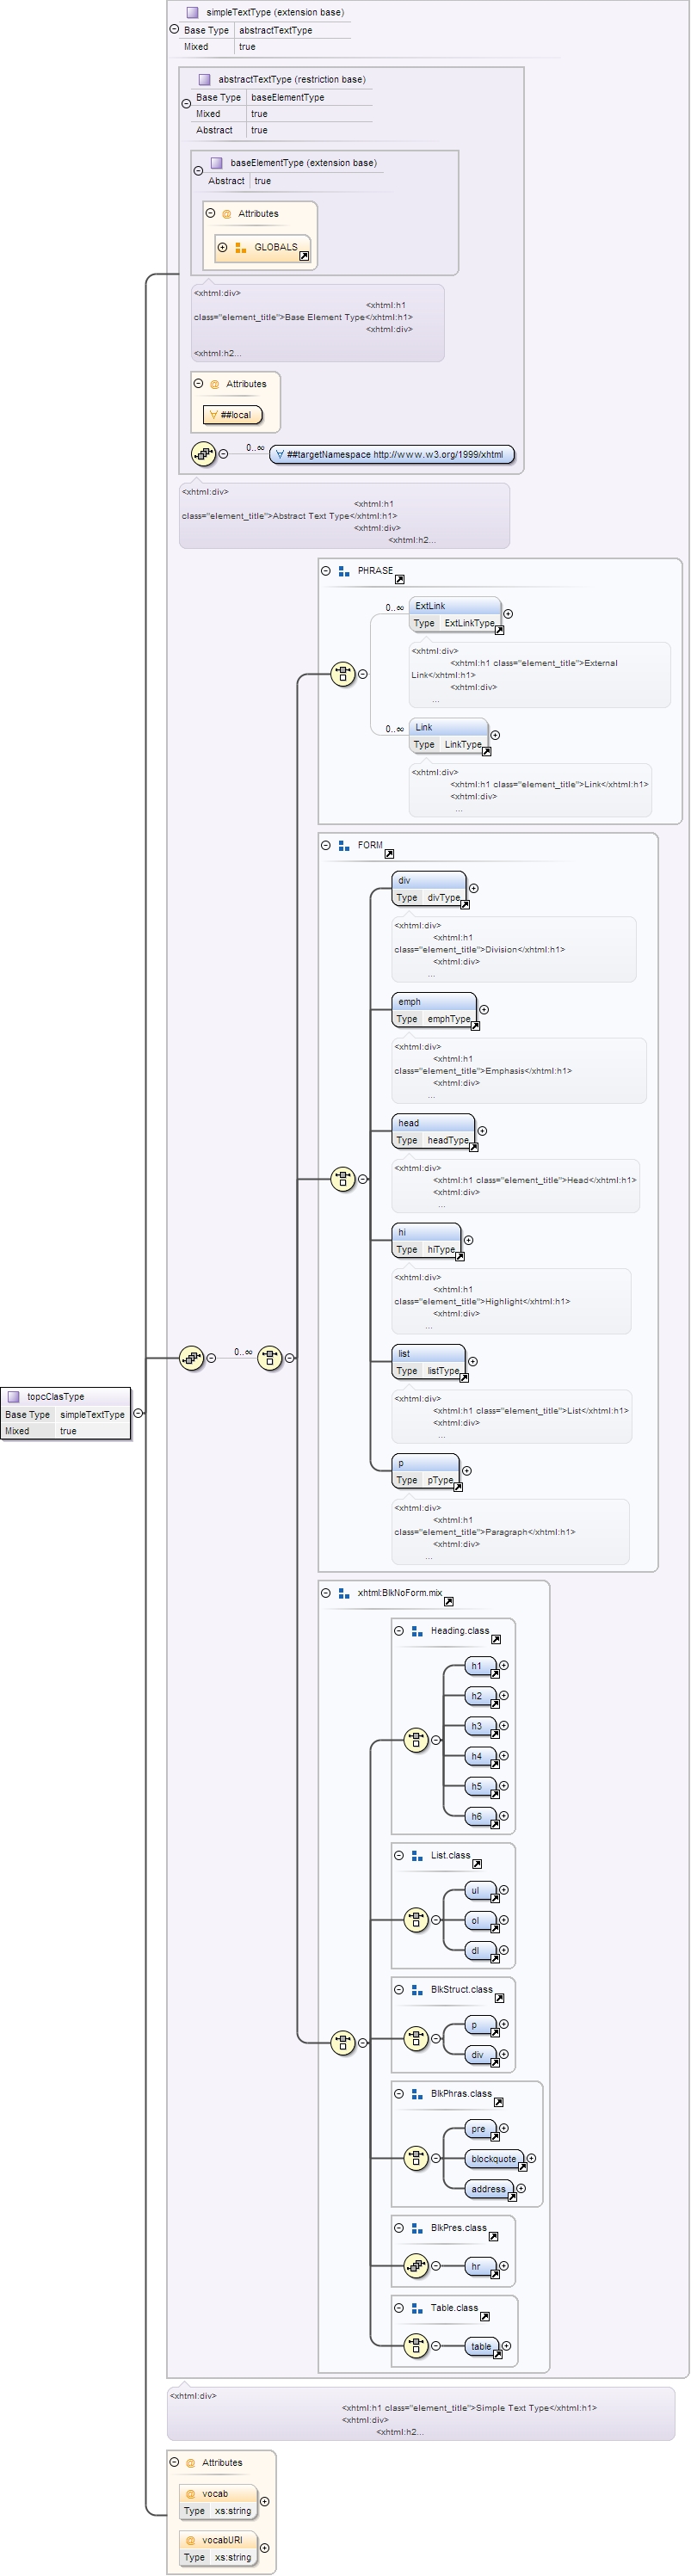 simpleTextType (extension base)
Base Type abstractTextType
Mixed true
abstractTextType (restriction base)
Base Type baseElementType
Mixed true
Abstract true
baseElementType (extension base)
Abstract true
@ Attributes
GLOBALS
<xhtml:div>
<xhtml:h1
class="element_title">Base Element Type</xhtml:h1>
<xhtml:div>
<xhtml:h2...
@ Attributes
##local
0..∞
##targetNamespace http://www.w3.org/1999/xhtml
<xhtml:div>
<xhtml:h1
class="element_title">Abstract Text Type</xhtml:h1>
<xhtml:div>
<xhtml:h2...
PHRASE
0..∞
ExtLink
Type ExtLinkType
<xhtml:div>
<xhtml:h1 class="element_title">External
Link</xhtml:h1>
<xhtml:div>
...
0..∞
Link
Type LinkType
<xhtml:div>
<xhtml:h1 class="element_title">Link</xhtml:h1>
<xhtml:div>
...
FORM
div
Type divType
<xhtml:div>
<xhtml:h1
class="element_title">Division</xhtml:h1>
<xhtml:div>
...
emph
Type emphType
<xhtml:div>
<xhtml:h1
class="element_title">Emphasis</xhtml:h1>
<xhtml:div>
...
head
Type headType
<xhtml:div>
<xhtml:h1 class="element_title">Head</xhtml:h1>
<xhtml:div>
...
hi
Type hiType
<xhtml:div>
<xhtml:h1
class="element_title">Highlight</xhtml:h1>
<xhtml:div>
...
0..∞
list
Type listType
<xhtml:div>
<xhtml:h1 class="element_title">List</xhtml:h1>
<xhtml:div>
...
topcClasType
Base Type simpleTextType
Mixed true
p
Type pType
<xhtml:div>
<xhtml:h1
class="element_title">Paragraph</xhtml:h1>
<xhtml:div>
...
xhtml:BlkNoForm.mix
Heading.class
h1
h2
h3
h4
h5
h6
List.class
ul
ol
dl
BlkStruct.class
p
div
BlkPhras.class
pre
blockquote
address
BlkPres.class
hr
Table.class
table
<xhtml:div>
<xhtml:h1 class="element_title">Simple Text Type</xhtml:h1>
<xhtml:div>
<xhtml:h2...
@ Attributes
@ vocab
Type xs:string
@ vocabURI
Type xs:string